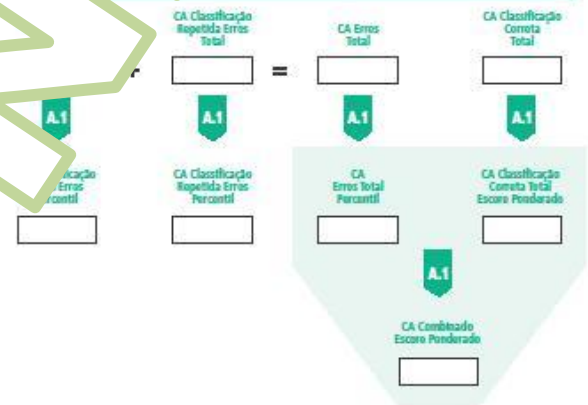 CA Classificação
Repetida Erros
Total
CA Erros
Total
CA Classificação
Correta
Total
=
A.1
A.1
A.1
A.1
Erros
CA Classificação
Repetida Erros
Percentil
CA
Erros Total
Percentil
CA Classificação
Correta Total
Escore Ponderado
A.1
CA Combinado
Escore Ponderado